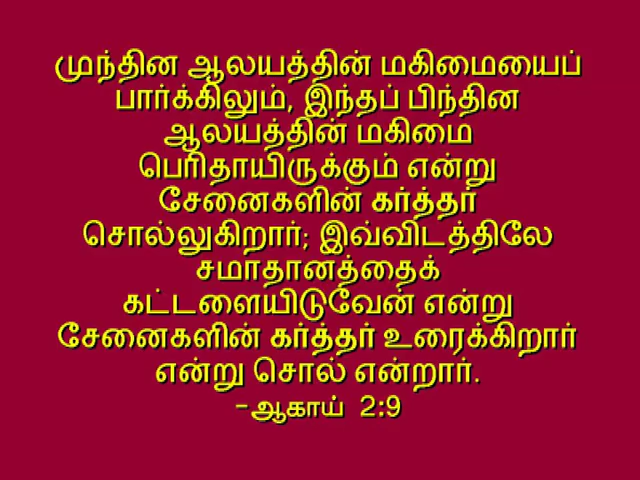 முந்தின ஆலயத்தின் மகிமையைப்
பார்க்கிலும், இந்தப் பிந்தின
ஆலயத்தின் மகிமை
பெரிதாயிருக்கும் என்று
சேனைகளின் கர்த்தர்
சொல்லுகிறார்; இவ்விடத்திலே
சமாதானத்தைக்
கட்டளையிடுவேன் என்று
சேனைகளின் கர்த்தர் உரைக்கிறார்
என்று சொல் என்றார்.
-ஆகாய் 2:9